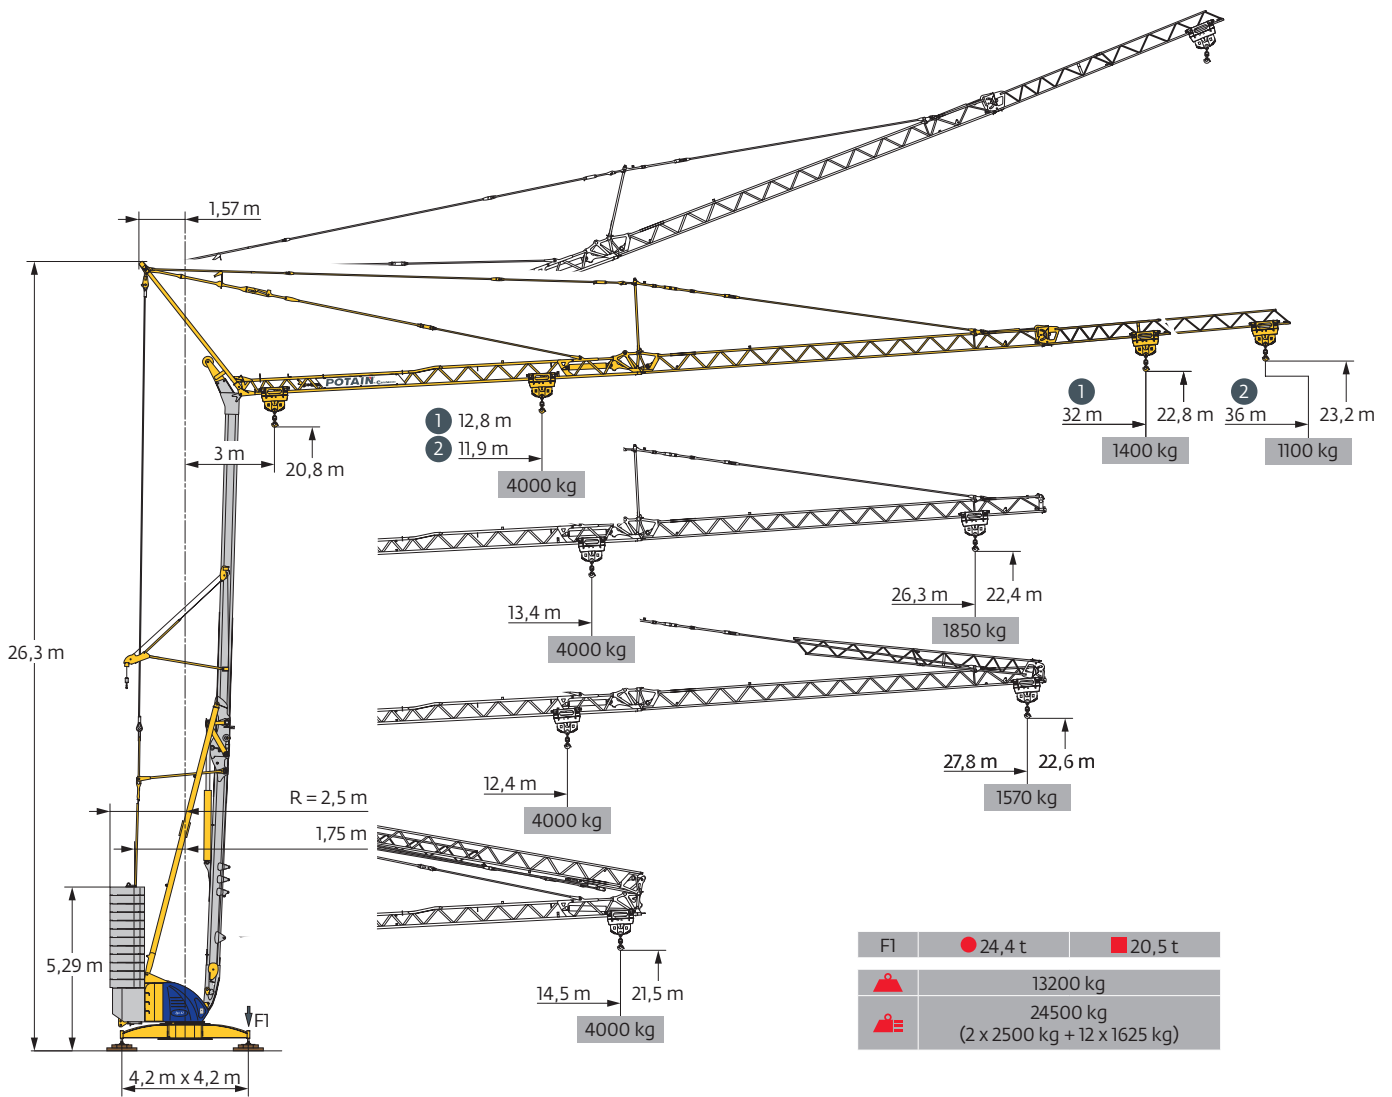 1,57 m
POTAIN
1 12,8 m
2 11,9 m
4000 kg
3 m
20,8 m
1
32 m
22,8 m
1400 kg
2
36 m
23,2 m
1100 kg
13,4 m
4000 kg
26,3 m
22,4 m
1850 kg
26,3 m
12,4 m
4000 kg
27,8 m
22,6 m
1570 kg
R = 2,5 m
1,75 m
5,29 m
14,5 m
21,5 m
4000 kg
F1
4,2 m x 4,2 m
F1 24,4 t 20,5 t
13200 kg
24500 kg
(2 x 2500 kg + 12 x 1625 kg)